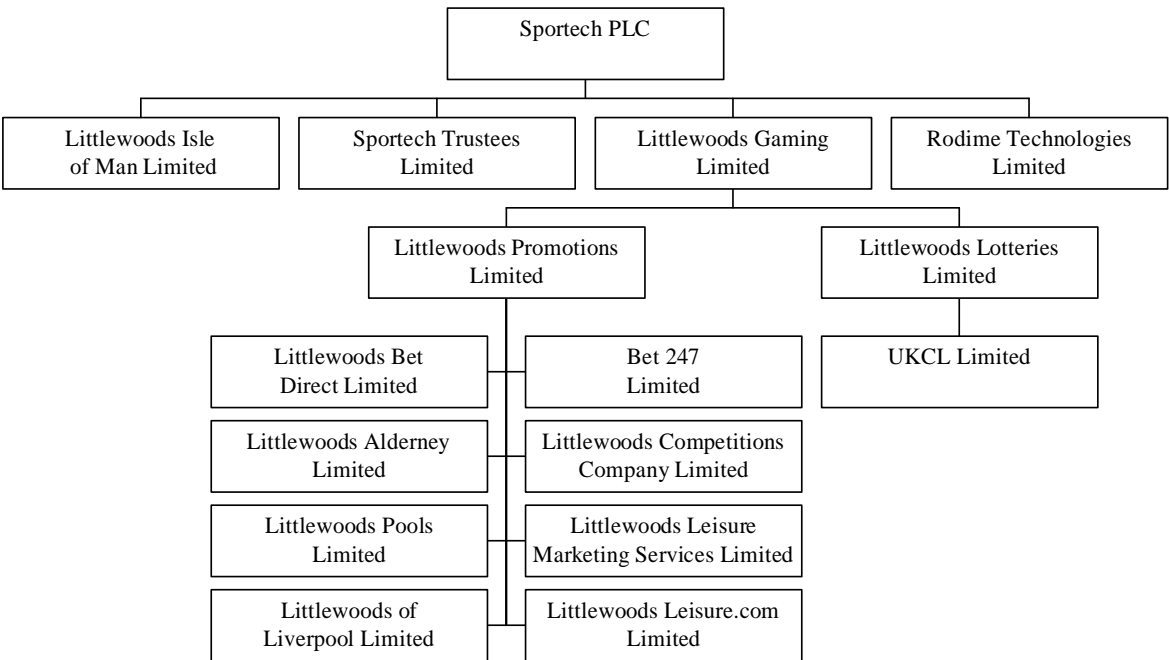 Sportech PLC
Littlewoods Isle
of Man Limited
Sportech Trustees
Limited
Littlewoods Gaming
Limited
Rodime Technologies
Limited
Littlewoods Promotions
Limited
Littlewoods Lotteries
Limited
Littlewoods Bet
Direct Limited
Bet 247
Limited
UKCL Limited
Littlewoods Alderney
Limited
Littlewoods Competitions
Company Limited
Littlewoods Pools
Limited
Littlewoods Leisure
Marketing Services Limited
Littlewoods of
Liverpool Limited
Littlewoods Leisure.com
Limited